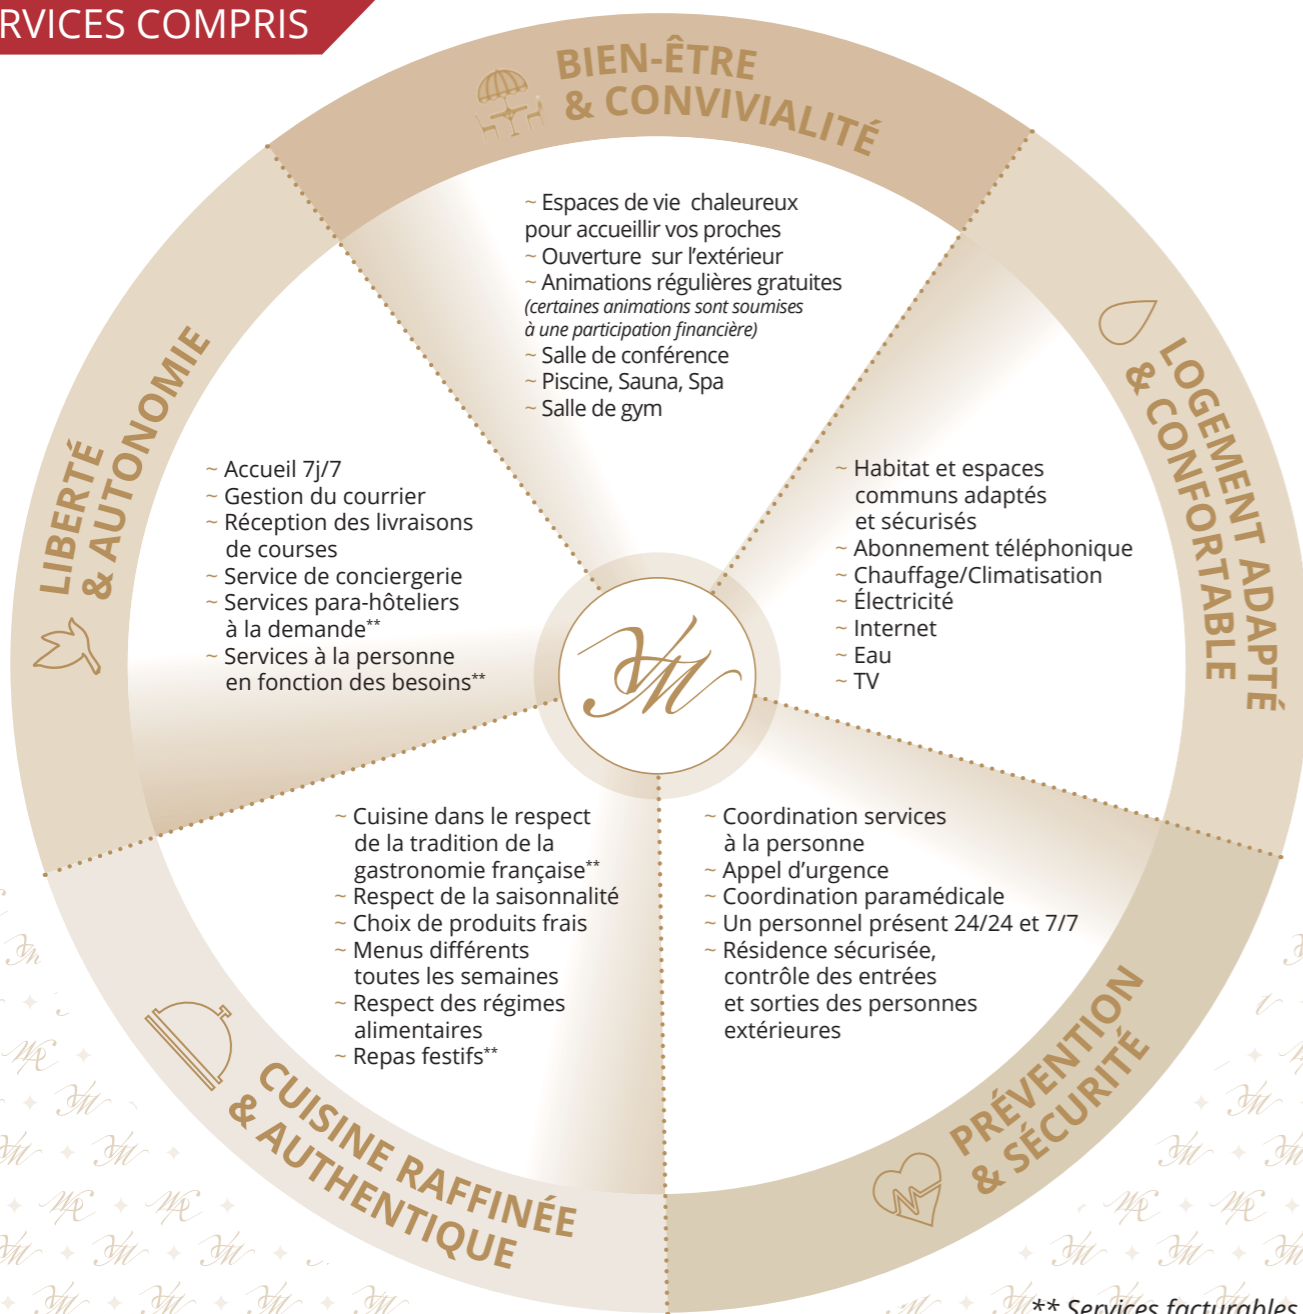 RVICES COMPRIS
BIEN-ÊTRE
& CONVIVIALITÉ
~ Espaces de vie chaleureux
pour accueillir vos proches
~ Ouverture sur l’extérieur
~ Animations régulières gratuites
(certaines animations sont soumises
à une participation financière)
~ Salle de conférence
~ Piscine, Sauna, Spa
~ Salle de gym
LOGEMENT ADAPTÉ
& CONFORTABLE
~ Habitat et espaces
communs adaptés
et sécurisés
~ Abonnement téléphonique
~ Chauffage/Climatisation
~ Électricité
~ Internet
~ Eau
~ TV
LIBERTÉ
& AUTONOMIE
~ Accueil 7j/7
~ Gestion du courrier
~ Réception des livraisons
de courses
~ Service de conciergerie
~ Services para-hôteliers
à la demande**
~ Services à la personne
en fonction des besoins**
~ Cuisine dans le respect
de la tradition de la
gastronomie française**
~ Respect de la saisonnalité
~ Choix de produits frais
~ Menus différents
toutes les semaines
~ Respect des régimes
alimentaires
~ Repas festifs**
CUISINE RAFFINÉE
& AUTHENTIQUE
~ Coordination services
à la personne
~ Appel d’urgence
~ Coordination paramédicale
~ Un personnel présent 24/24 et 7/7
~ Résidence sécurisée,
contrôle des entrées
et sorties des personnes
extérieures
PRÉVENTION
& SÉCURITÉ
** Services facturables